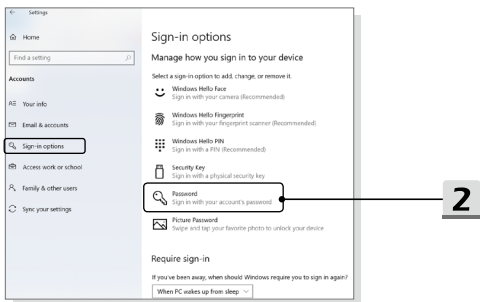 Settings
Home
Find a setting
Accounts
Your info
Email & accounts
Sign-in options
Access work or school
Family & other users
Sync your settings
Sign-in options
Manage how you sign in to your device
Select a sign-in option to add, change, or remove it.
Windows Hello Face
Sign in with your camera (Recommended)
Windows Hello Fingerprint
Sign in with your fingerprint scanner (Recommended)
Windows Hello PIN
Sign in with a PIN (Recommended)
Security Key
Sign in with a physical security key
Password
Sign in with your account's password
Picture Password
Swipe and tap your favorite photo to unlock your device
Require sign-in
If you've been away, when should Windows require you to sign in again?
When PC wakes up from sleep
2